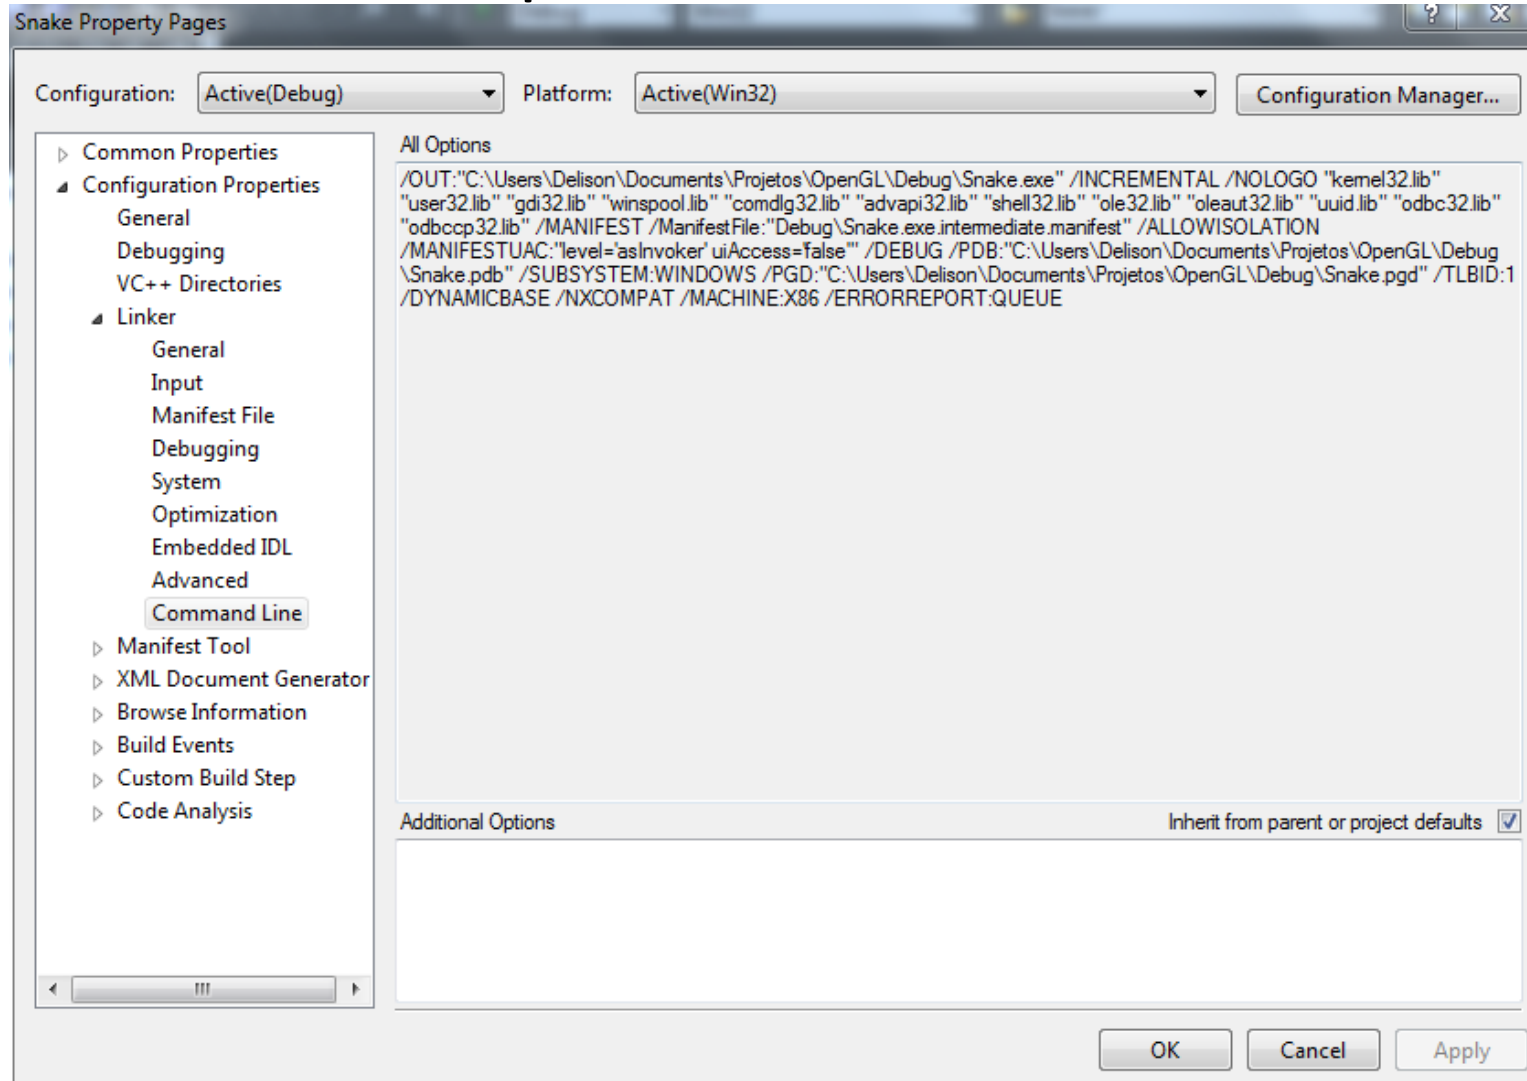 Snake Property Pages
Configuration: Active(Debug) Platform: Active(Win32) Configuration Manager...
Common Properties
Configuration Properties
General
Debugging
VC++ Directories
Linker
General
Input
Manifest File
Debugging
System
Optimization
Embedded IDL
Advanced
Command Line
Manifest Tool
XML Document Generator
Browse Information
Build Events
Custom Build Step
Code Analysis
All Options
/OUT:"C:\Users\Delison\Documents\Projetos\OpenGL\Debug\Snake.exe" /INCREMENTAL /NOLOGO "kernel32.lib"
"user32.lib" "gdi32.lib" "winspool.lib" "comdlg32.lib" "advapi32.lib" "shell32.lib" "ole32.lib" "oleaut32.lib" "uuid.lib" "odbc32.lib"
"odbccp32.lib" /MANIFEST /ManifestFile:"Debug\Snake.exe.intermediate.manifest" /ALLOWISOLATION
/MANIFESTUAC:"level='asInvoker' uiAccess='false'" /DEBUG /PDB:"C:\Users\Delison\Documents\Projetos\OpenGL\Debug
\Snake.pdb" /SUBSYSTEM:WINDOWS /PGD:"C:\Users\Delison\Documents\Projetos\OpenGL\Debug\Snake.pgd" /TLBID:1
/DYNAMICBASE /NXCOMPAT /MACHINE:X86 /ERRORREPORT:QUEUE
Additional Options Inherit from parent or project defaults
OK Cancel Apply